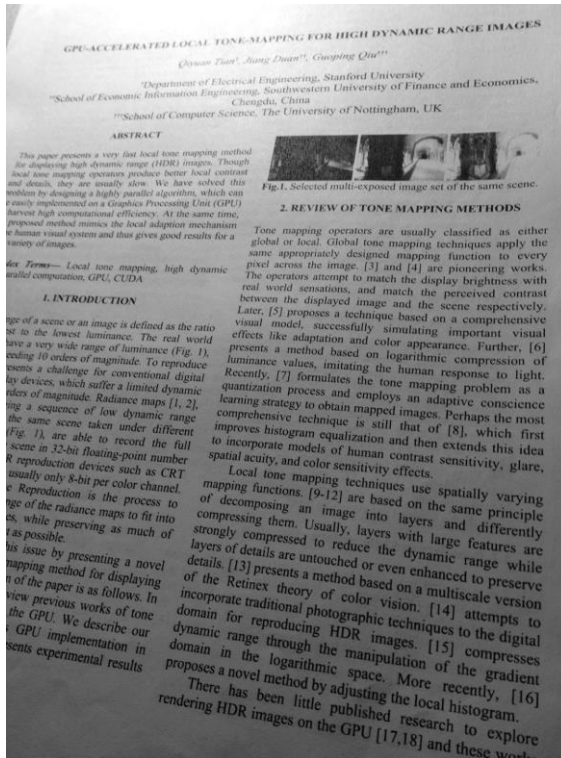 GPU-ACCELERATED LOCAL TONE-MAPPING FOR HIGH DYNAMIC RANGE IMAGES
Qiyuan Tian*, Jiang Duan**, Guoping Qiu***
*Department of Electrical Engineering, Stanford University
**School of Economic Information Engineering, Southwestern University of Finance and Economics,
Chengdu, China
***School of Computer Science, The University of Nottingham, UK
ABSTRACT
This paper presents a very fast local tone mapping method
for displaying high dynamic range (HDR) images. Though
local tone mapping operators produce better local contrast
and details, they are usually slow. We have solved this
problem by designing a highly parallel algorithm, which can
easily implemented on a Graphics Processing Unit (GPU)
harvest high computational efficiency. At the same time,
proposed method mimics the local adaption mechanism
human visual system and thus gives good results for a
variety of images.
Terms— Local tone mapping, high dynamic
computation, GPU, CUDA
1. INTRODUCTION
of a scene or an image is defined as the ratio
to the lowest luminance. The real world
have a very wide range of luminance (Fig. 1),
10 orders of magnitude. To reproduce
a challenge for conventional digital
devices, which suffer a limited dynamic
orders of magnitude. Radiance maps [1, 2],
a sequence of low dynamic range
the same scene taken under different
(Fig. 1), are able to record the full
scene in 32-bit floating-point number
reproduction devices such as CRT
usually only 8-bit per color channel.
Reproduction is the process to
of the radiance maps to fit into
while preserving as much of
as possible.
this issue by presenting a novel
mapping method for displaying
of the paper is as follows. In
previous works of tone
the GPU. We describe our
GPU implementation in
experimental results
Fig.1. Selected multi-exposed image set of the same scene.
2. REVIEW OF TONE MAPPING METHODS
Tone mapping operators are usually classified as either
global or local. Global tone mapping techniques apply the
same appropriately designed mapping function to every
pixel across the image. [3] and [4] are pioneering works.
The operators attempt to match the display brightness with
real world sensations, and match the perceived contrast
between the displayed image and the scene respectively.
Later, [5] proposes a technique based on a comprehensive
visual model, successfully simulating important visual
effects like adaption and color appearance. Further, [6]
presents a method based on logarithmic compression of
luminance values, imitating the human response to light.
Recently, [7] formulates the tone mapping problem as a
quantization process and employs an adaptive conscience
learning strategy to obtain mapped images. Perhaps the most
comprehensive technique is still that of [8], which first
improves histogram equalization and then extends this idea
to incorporate models of human contrast sensitivity, glare,
spatial acuity, and color sensitivity effects.
Local tone mapping techniques use spatially varying
mapping functions. [9-12] are based on the same principle
of decomposing an image into layers and differently
compressing them. Usually, layers with large features are
strongly compressed to reduce the dynamic range while
layers of details are untouched or even enhanced to preserve
details. [13] presents a method based on a multiscale version
of the Retinex theory of color vision. [14] attempts to
incorporate traditional photographic techniques to the digital
domain for reproducing HDR images. [15] compresses
dynamic range through the manipulation of the gradient
domain in the logarithmic space. More recently, [16]
proposes a novel method by adjusting the local histogram.
There has been little published research to explore
rendering HDR images on the GPU [17,18] and these